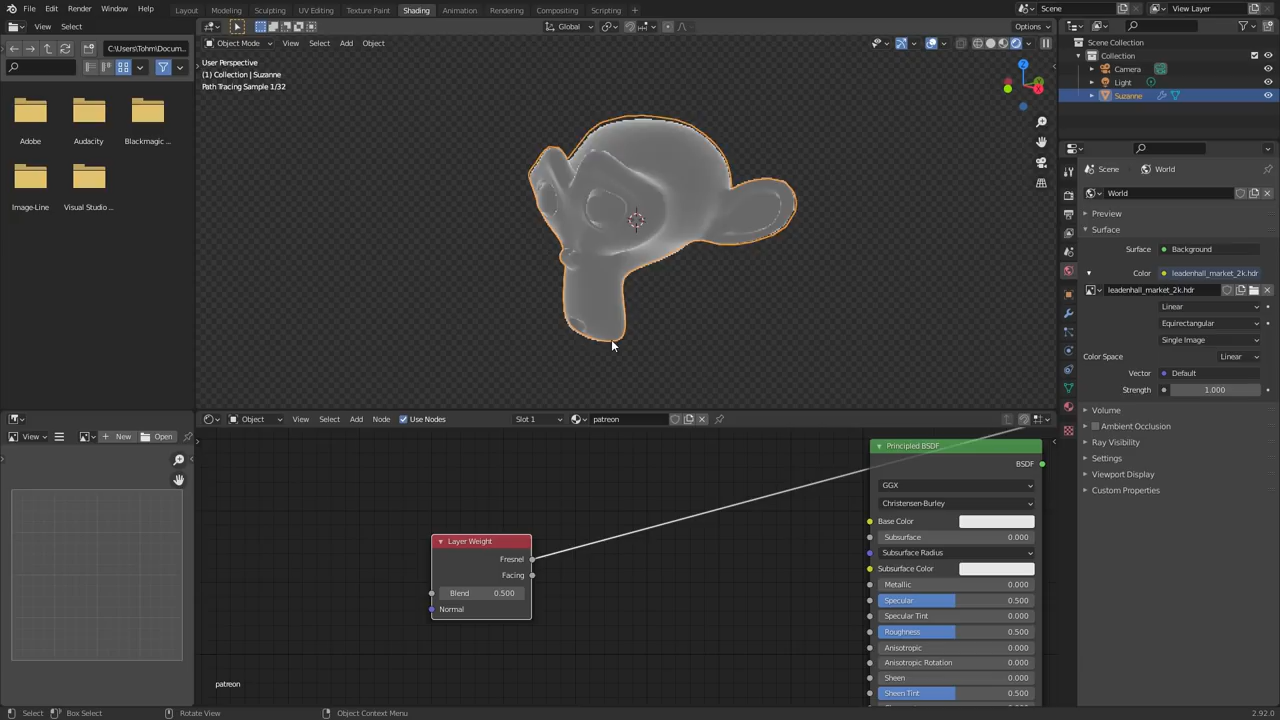 File Edit Render Window Help Layout Modeling Sculpting UV Editing Texture Paint Shading Animation Rendering Compositing Scripting Scene View Layer
View Select C:\Users\Tohm\Docum...
Global Options
Object Mode View Select Add Object
User Perspective
(1) Collection | Suzanne
Path Tracing Sample 1/32
Z
Adobe Audacity Blackmagic ...
Image-Line Visual Studio ...
Scene Collection
Collection
Camera
Light
Suzanne
Scene World
World
Preview
Surface
Surface Background
Color leadenhall_market_2k.hdr
leadenhall_market_2k.hdr
Linear
Equirectangular
Single Image
Color Space Linear
Vector Default
Strength 1.000
Volume
Ambient Occlusion
Ray Visibility
Settings
Viewport Display
Custom Properties
View New Open
Object View Select Add Node Use Nodes Slot 1 patreon
Layer Weight
Fresnel
Facing
Blend 0.500
Normal
Principled BSDF
BSDF
GGX
Christensen-Burley
Base Color
Subsurface 0.000
Subsurface Radius
Subsurface Color
Metallic 0.000
Specular 0.500
Specular Tint 0.000
Roughness 0.500
Anisotropic 0.000
Anisotropic Rotation 0.000
Sheen 0.000
Sheen Tint 0.500
patreon
Select Box Select Rotate View Object Context Menu 2.92.0